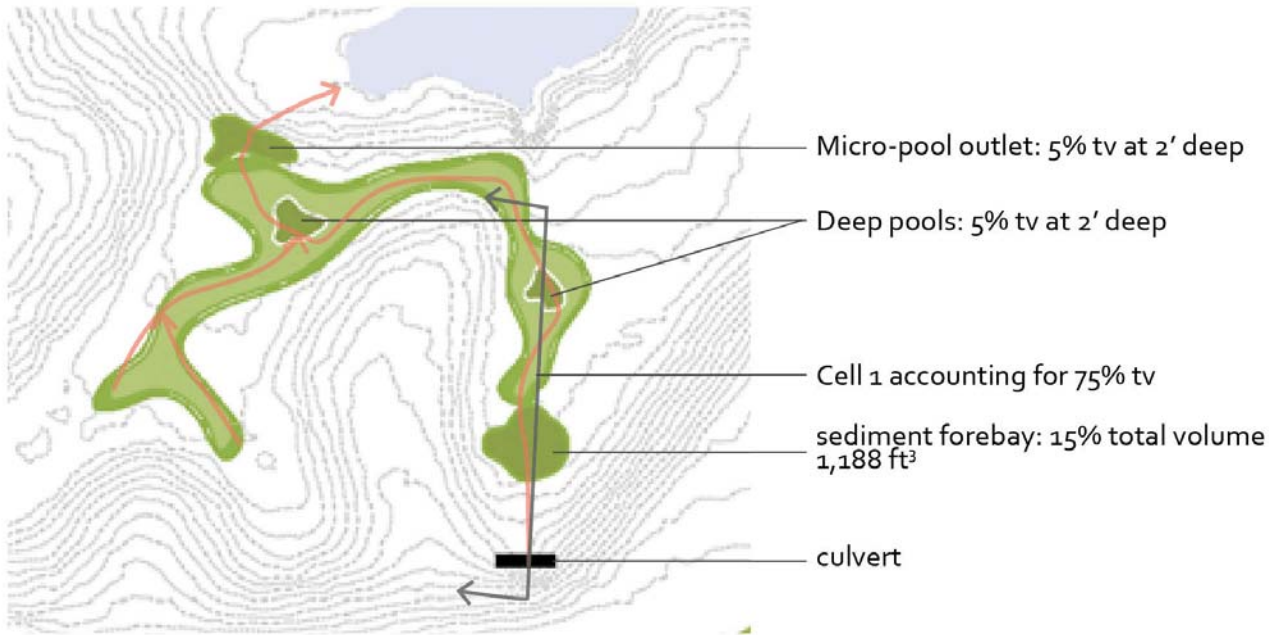 Micro-pool outlet: 5% tv at 2’ deep
Deep pools: 5% tv at 2’ deep
Cell 1 accounting for 75% tv
sediment forebay: 15% total volume
1,188 ft³
culvert